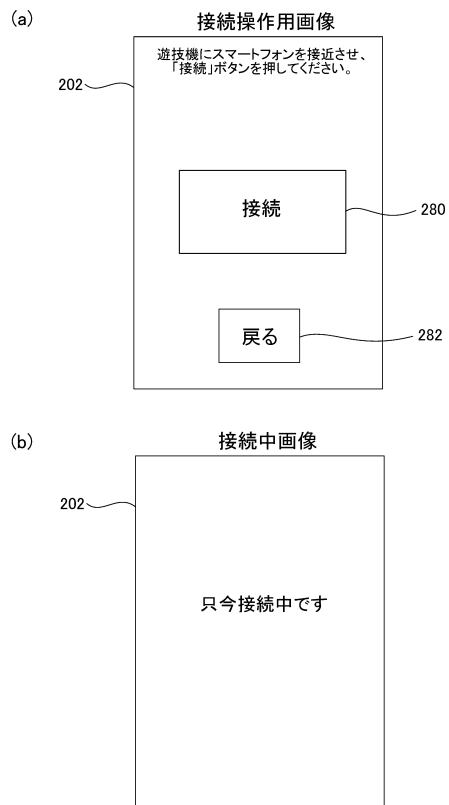 (a)
接続操作用画像
遊技機にスマートフォンを接近させ、
「接続」ボタンを押してください。
202
接続
280
戻る
282
(b)
接続中画像
202
只今接続中です